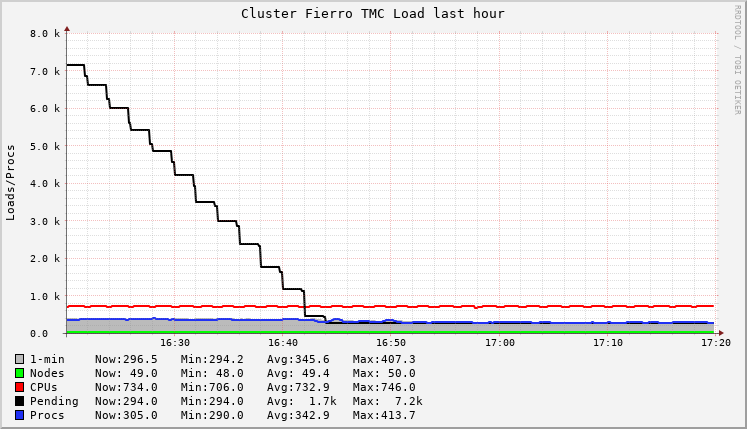 Cluster Fierro TMC Load last hour
RRDTOOL / TOBI OETIKER
Loads/Procs
8.0 k
7.0 k
6.0 k
5.0 k
4.0 k
3.0 k
2.0 k
1.0 k
0.0
16:30 16:40 16:50 17:00 17:10 17:20
1-min Now:296.5 Min:294.2 Avg:345.6 Max:407.3
Nodes Now: 49.0 Min: 48.0 Avg: 49.4 Max: 50.0
CPUs Now:734.0 Min:706.0 Avg:732.9 Max:746.0
Pending Now:294.0 Min:294.0 Avg: 1.7k Max: 7.2k
Procs Now:305.0 Min:290.0 Avg:342.9 Max:413.7